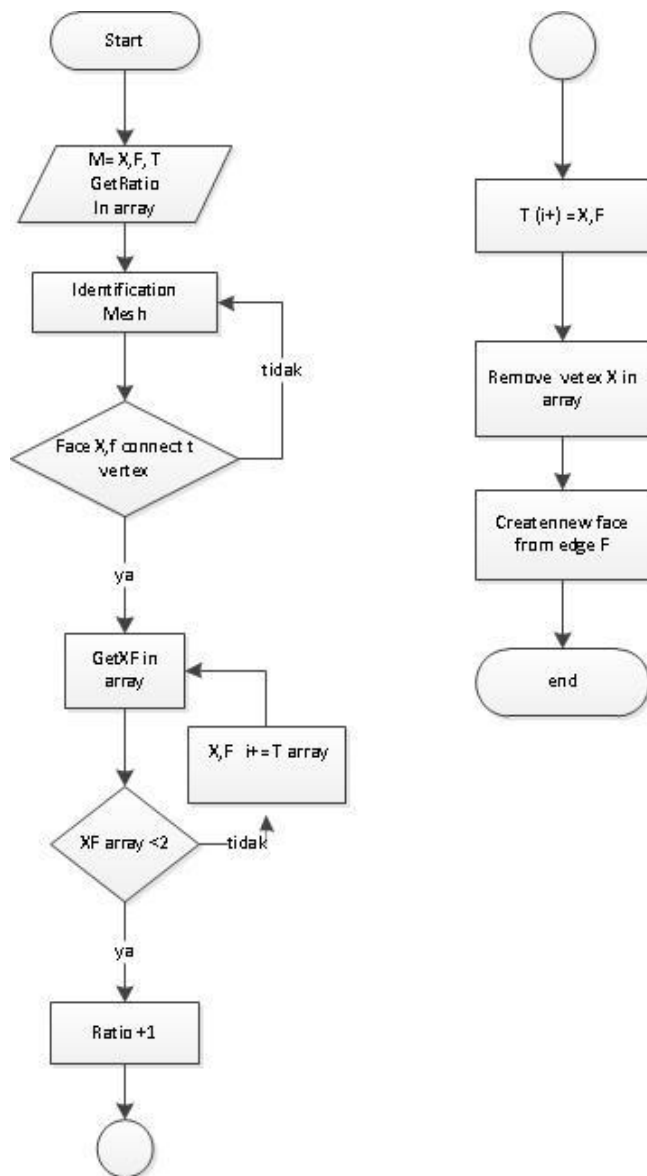 Start
M= X,F, T
GetRatio
In array
Identification
Mesh
tidak
Face X,f connect t
vertex
ya
GetXF in
array
X,F i+=T array
XF array <2
tidak
ya
Ratio +1
T (i+) = X,F
Remove vetex X in
array
Creatennew face
from edge F
end